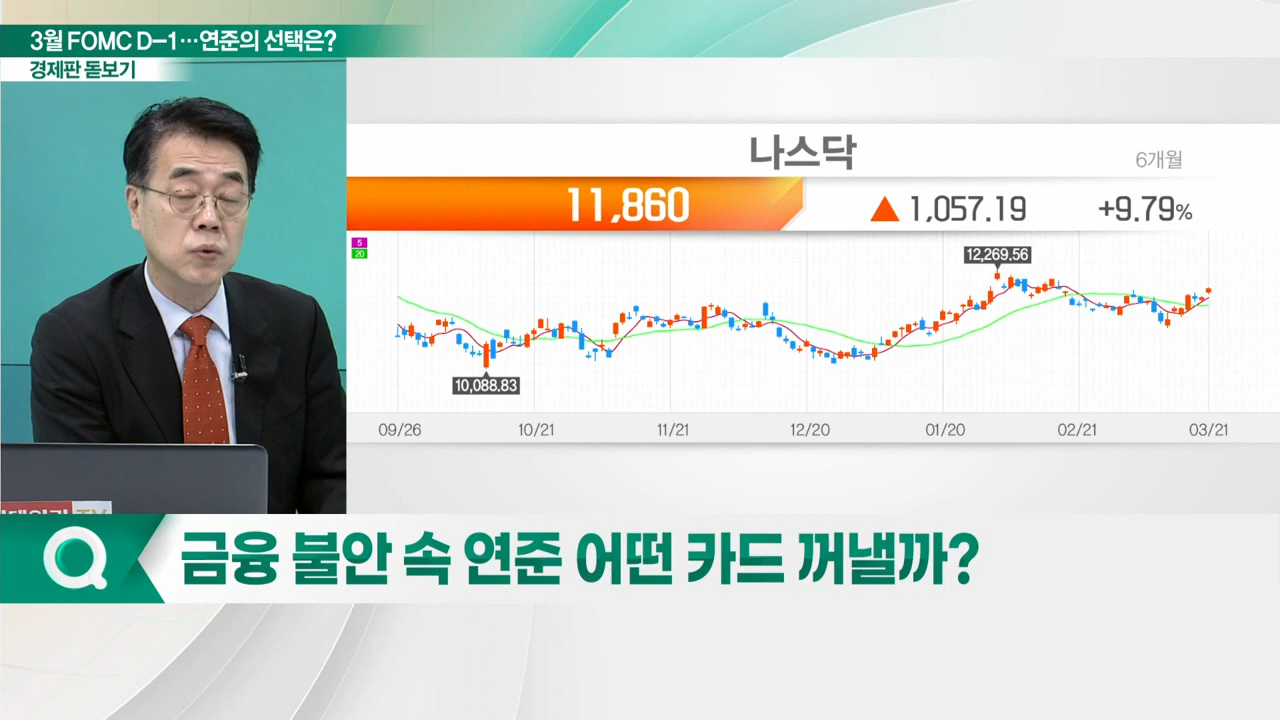 3월 FOMC D-1…연준의 선택은?
경제판 돋보기
나스닥
6개월
11,860
▲ 1,057.19
+9.79%
5
20
12,269.56
10,088.83
09/26
10/21
11/21
12/20
01/20
02/21
03/21
TV
Q
금융 불안 속 연준 어떤 카드 꺼낼까?